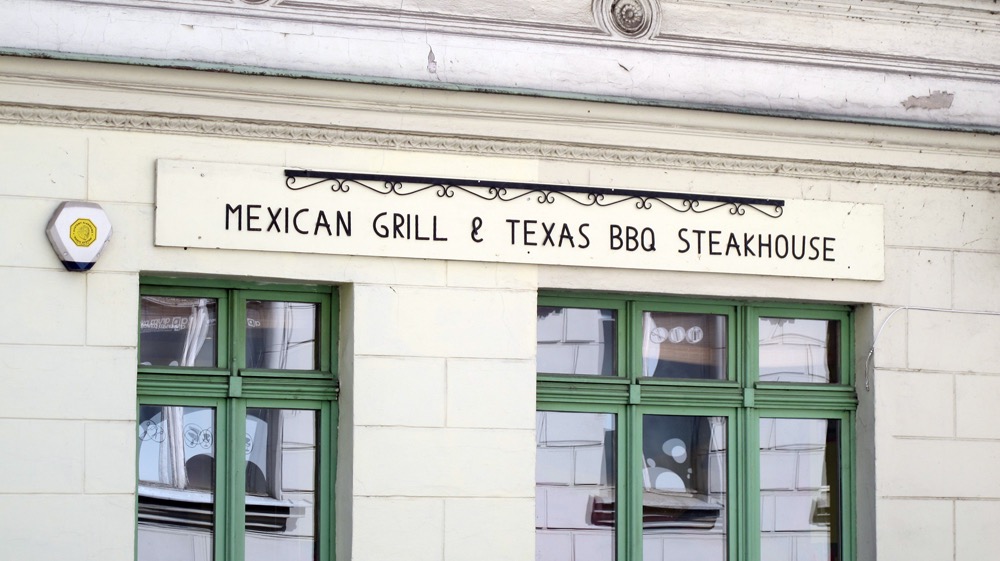 MEXICAN GRILL & TEXAS BBQ STEAKHOUSE